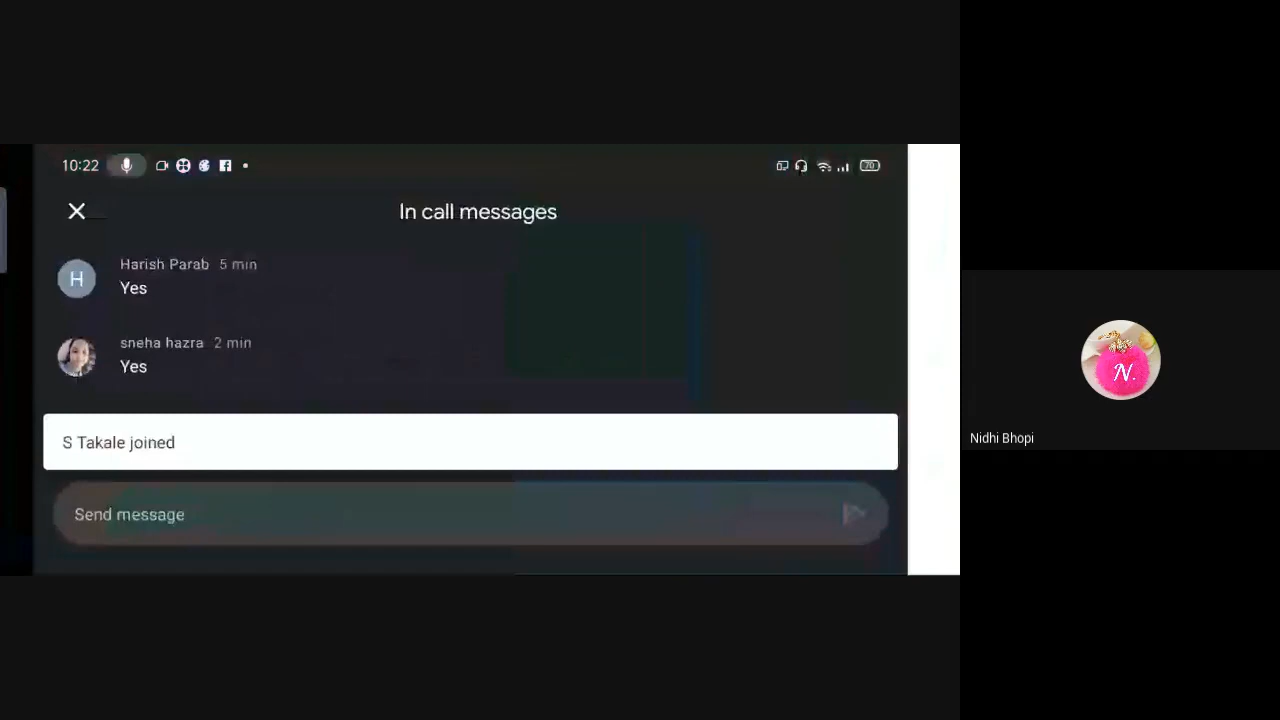 10:22
70
In call messages
H
Harish Parab 5 min
Yes
sneha hazra 2 min
Yes
S Takale joined
Send message
N.
Nidhi Bhopi